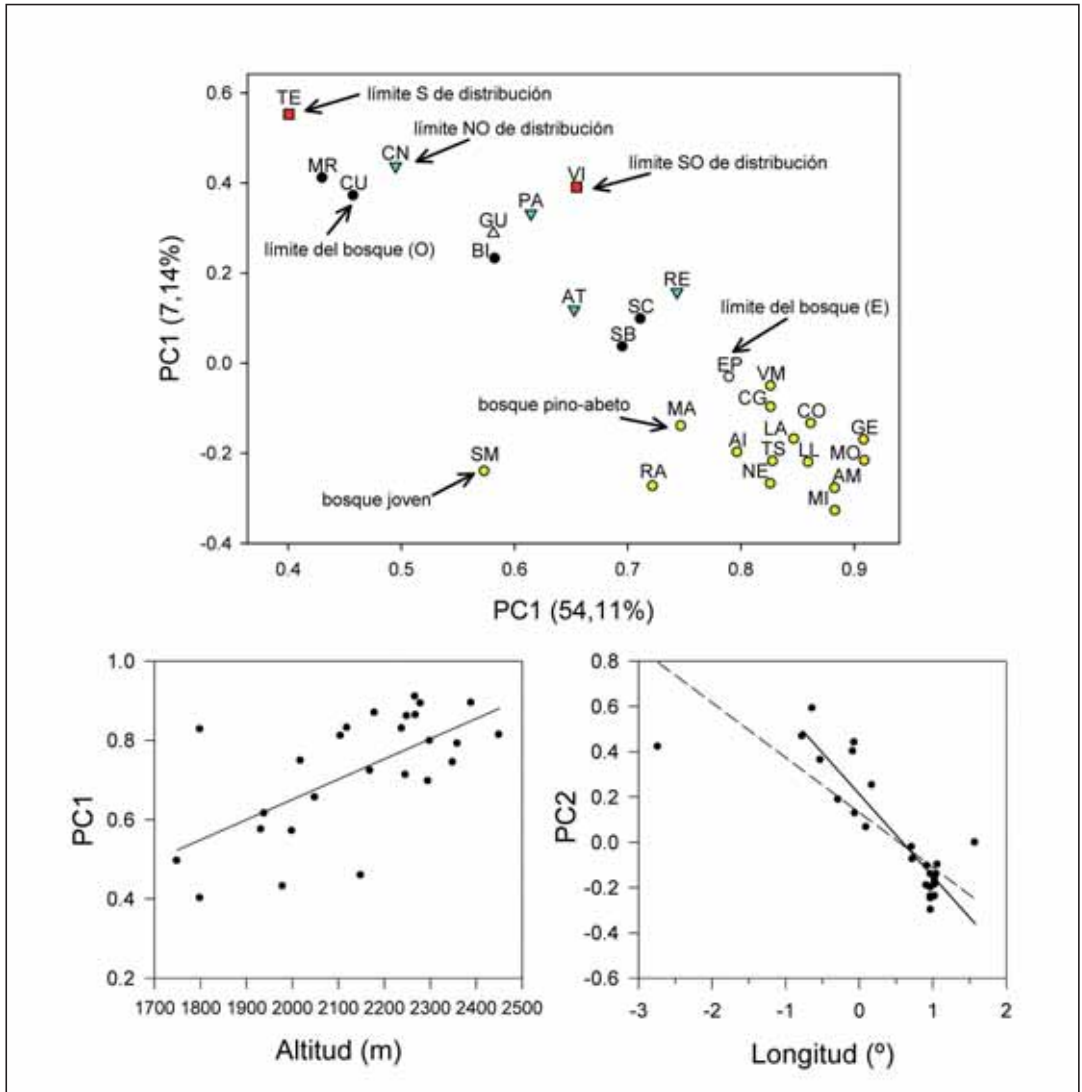 PC1 (7,14%)
0.6
0.4
0.2
0.0
-0.2
-0.4
TE
límite S de distribución
CN
límite NO de distribución
MR
CU
VI
límite SO de distribución
PA
GU
límite del bosque (O)
BI
AT
RE
SC
SB
límite del bosque (E)
EP
VM
CG
bosque pino-abeto
MA
CO
LA
GE
AI
TS
LL
MO
SM
RA
NE
AM
MI
bosque joven
0.4 0.5 0.6 0.7 0.8 0.9
PC1 (54,11%)
PC1
1.0
0.8
0.6
0.4
0.2
1700 1800 1900 2000 2100 2200 2300 2400 2500
Altitud (m)
PC2
0.8
0.6
0.4
0.2
0.0
-0.2
-0.4
-0.6
-3 -2 -1 0 1 2
Longitud (º)